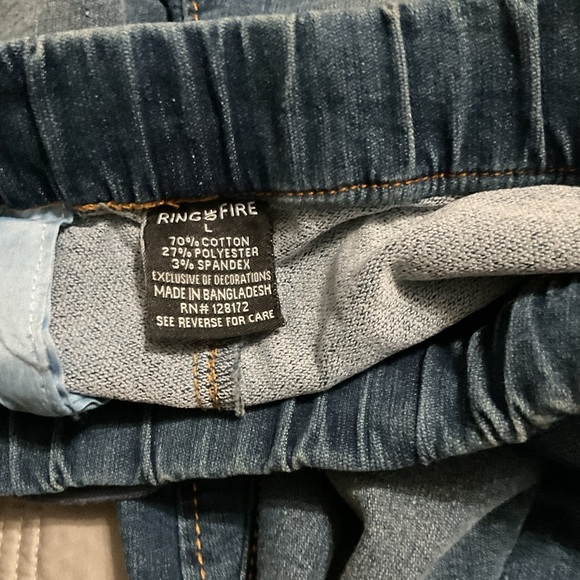 RING OF FIRE
L
70% COTTON
27% POLYESTER
3% SPANDEX
EXCLUSIVE OF DECORATIONS
MADE IN BANGLADESH
RN# 128172
SEE REVERSE FOR CARE